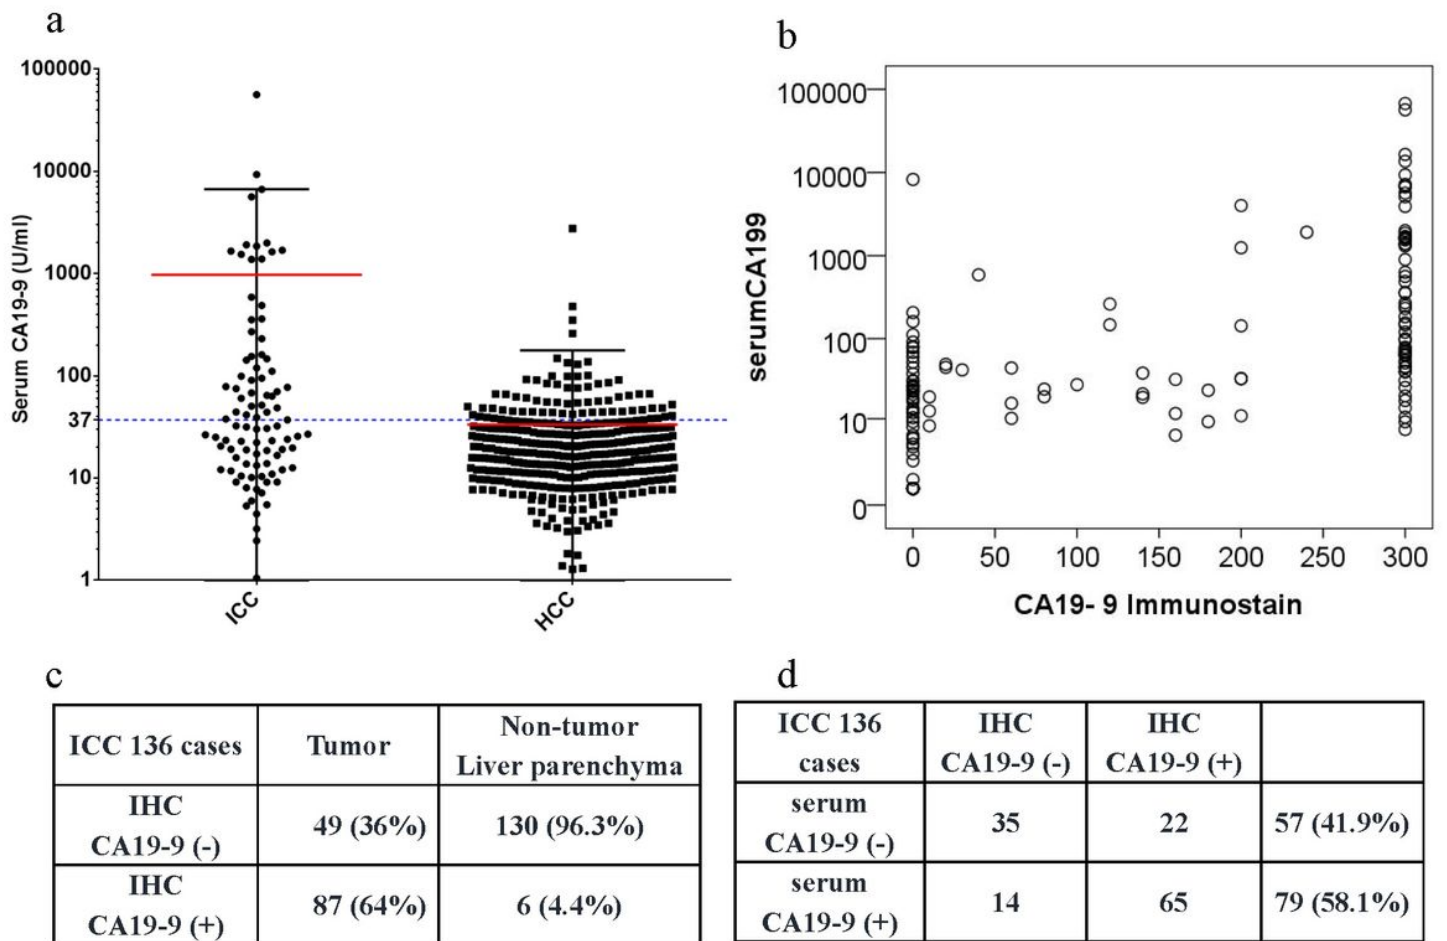 a
100000
10000
1000
100
37
10
1
Serum CA19-9 (U/ml)
ICC
HCC
b
100000
10000
1000
100
10
0
serumCA199
0 50 100 150 200 250 300
CA19- 9 Immunostain
c
ICC 136 cases Tumor Non-tumor
Liver parenchyma
IHC
CA19-9 (-) 49 (36%) 130 (96.3%)
IHC
CA19-9 (+) 87 (64%) 6 (4.4%)
d
ICC 136
cases
IHC
CA19-9 (-)
IHC
CA19-9 (+)
serum
CA19-9 (-) 35 22 57 (41.9%)
serum
CA19-9 (+) 14 65 79 (58.1%)